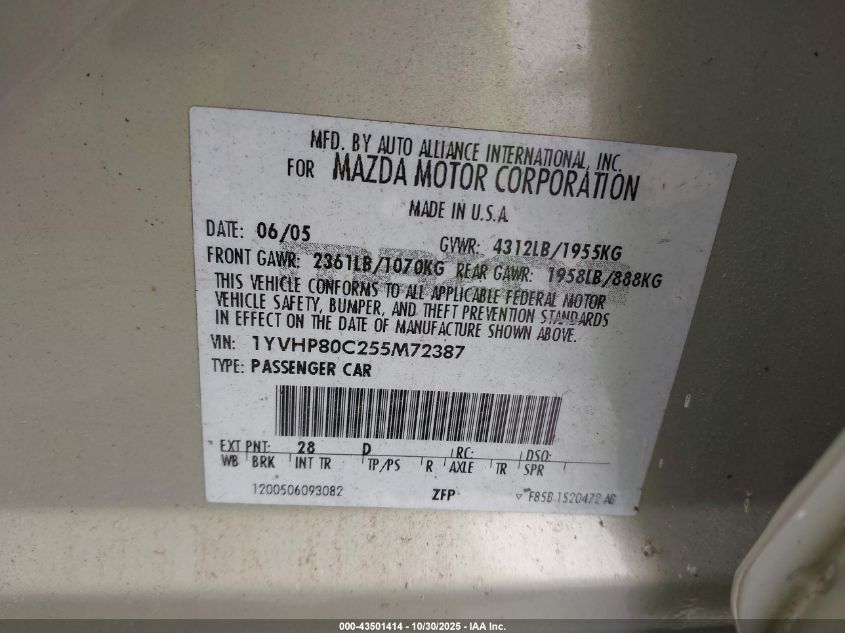 MFD. BY AUTO ALLIANCE INTERNATIONAL, INC.
FOR MAZDA MOTOR CORPORATION
MADE IN U.S.A
DATE: 06/05 GVWR: 4312LB/1955KG
FRONT GAWR: 2361LB/1070KG REAR GAWR: 1958LB/888KG
THIS VEHICLE CONFORMS TO ALL APPLICABLE FEDERAL MOTOR
VEHICLE SAFETY, BUMPER, AND THEFT PREVENTION STANDARDS
IN EFFECT ON THE DATE OF MANUFACTURE SHOWN ABOVE.
VIN: 1YVHP80C255M72387
TYPE: PASSENGER CAR
EXT PNT: 28 D RC: DSO:
WB BRK INT TR TP/PS R AXLE TR SPR
1200506093082 ZFP ▽ F85B-1520472-AB
000-43501414 - 10/30/2025 - IAA Inc.